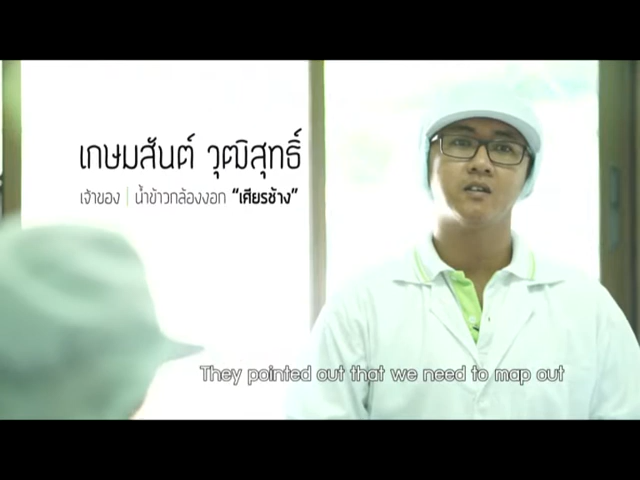 เกษมสันต์ วุฒิสุทธิ์
เจ้าของ | น้ำข้าวกล้องงอก “เศียรช้าง”
They pointed out that we need to map out